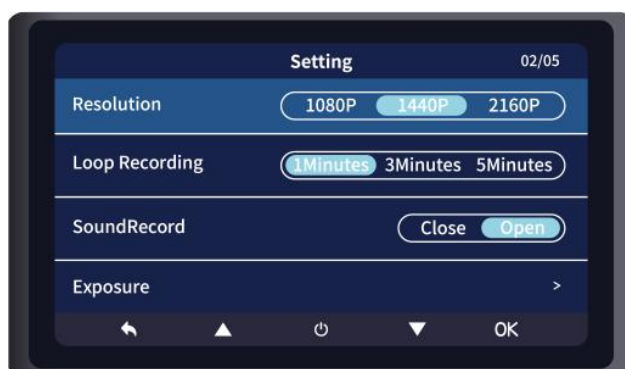 Setting 02/05
Resolution 1080P 1440P 2160P
Loop Recording 1Minutes 3Minutes 5Minutes
SoundRecord Close Open
Exposure >
OK